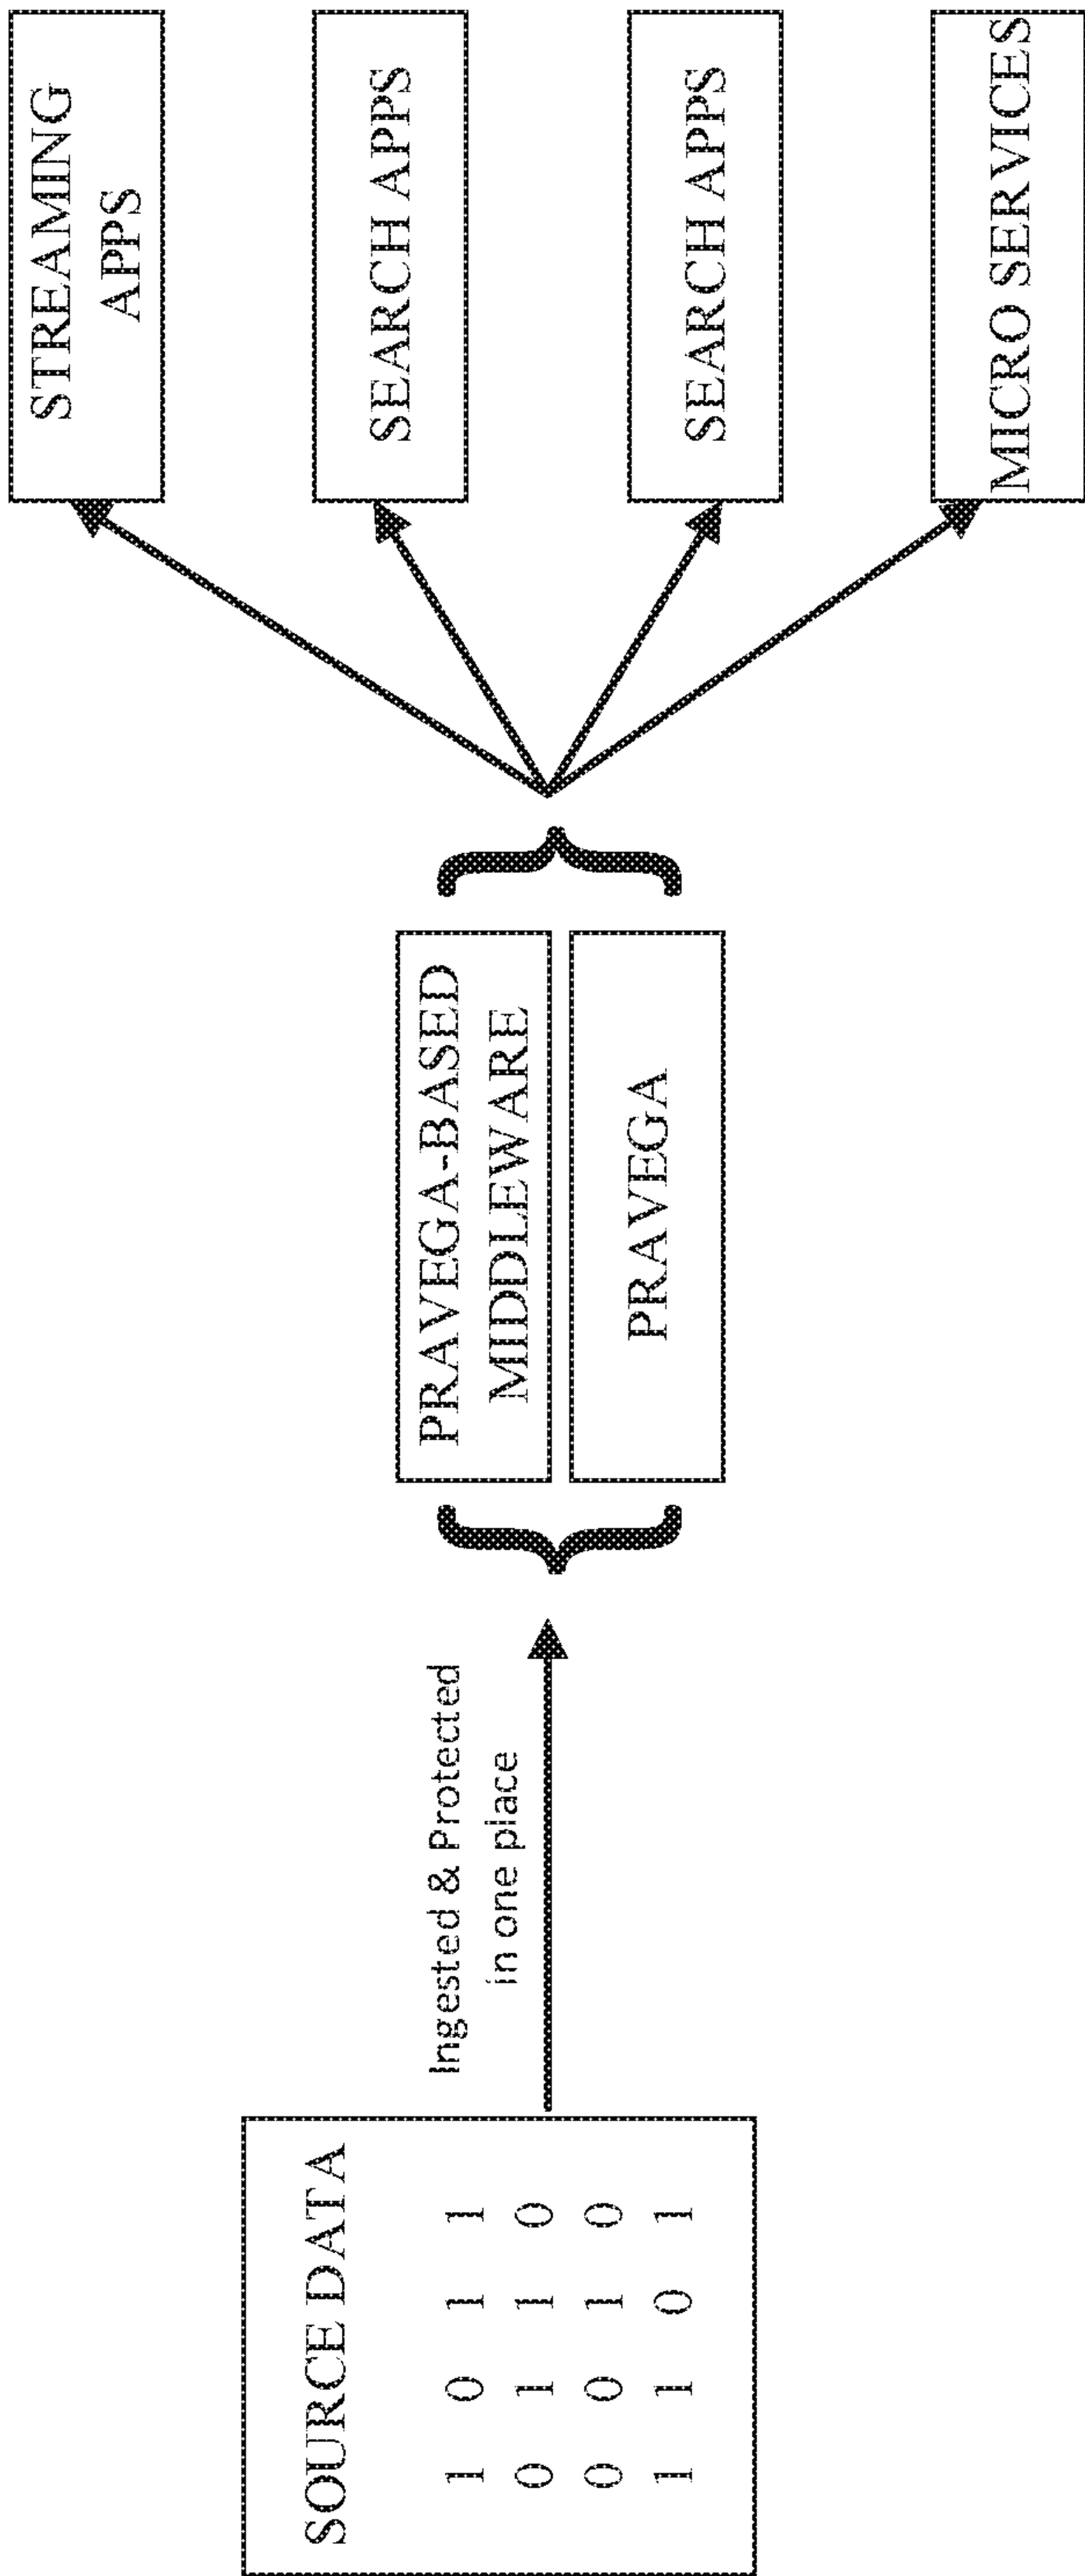 SOURCE DATA
1 0 1 1
0 1 1 0
0 0 1 0
1 1 0 1
Ingested & Protected
in one place
PRAVEGA-BASED
MIDDLEWARE
PRAVEGA
STREAMING
APPS
SEARCH APPS
SEARCH APPS
MICRO SERVICES